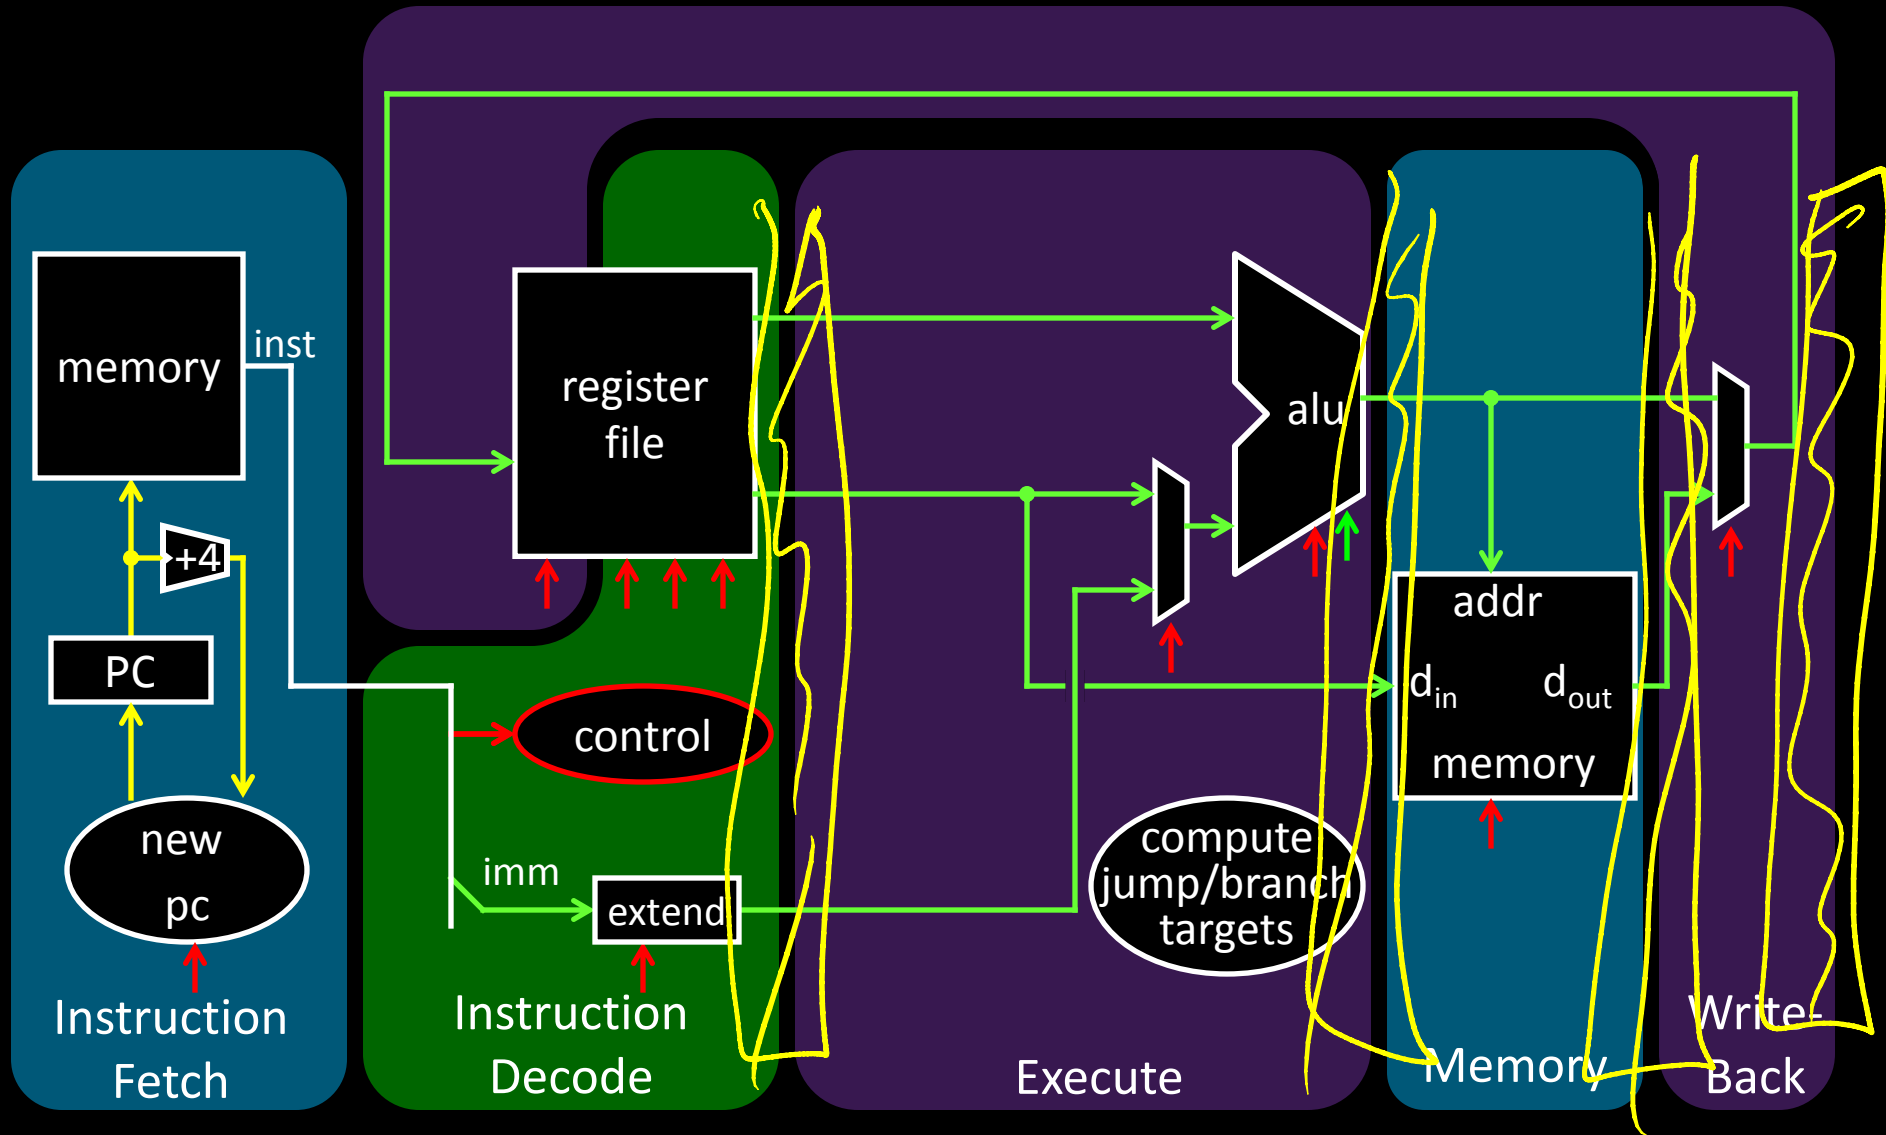 memory
inst
+4
PC
new
pc
Instruction
Fetch
register
file
control
imm
extend
Instruction
Decode
alu
compute
jump/branch
targets
Execute
addr
din
dout
memory
Memory
Write-
Back